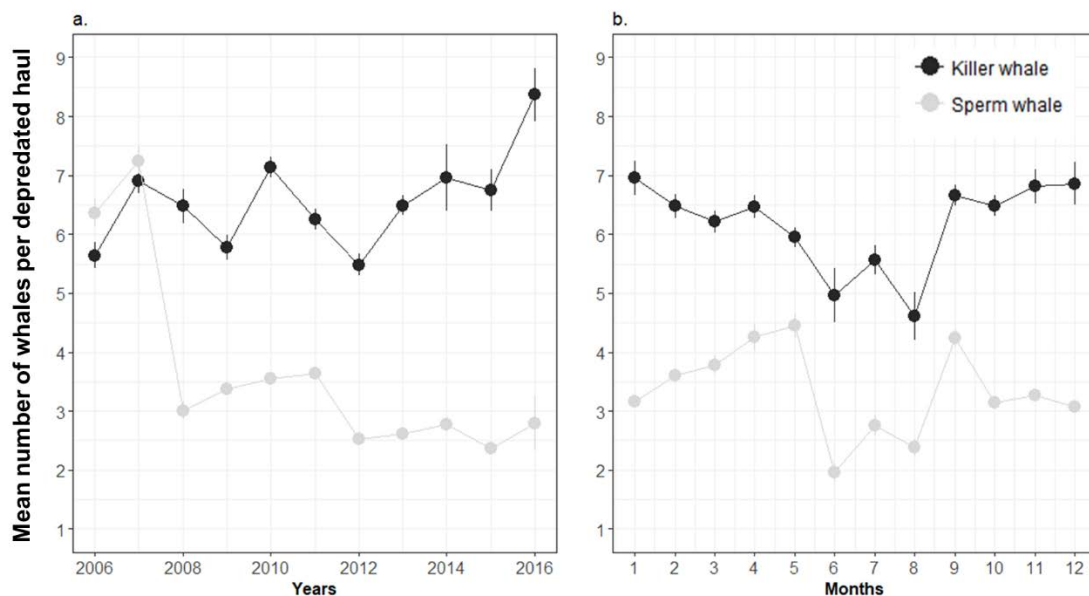 a.
b.
Mean number of whales per depredated haul
9
8
7
6
5
4
3
2
1
2006 2008 2010 2012 2014 2016
Years
9
8
7
6
5
4
3
2
1
Killer whale
Sperm whale
1 2 3 4 5 6 7 8 9 10 11 12
Months